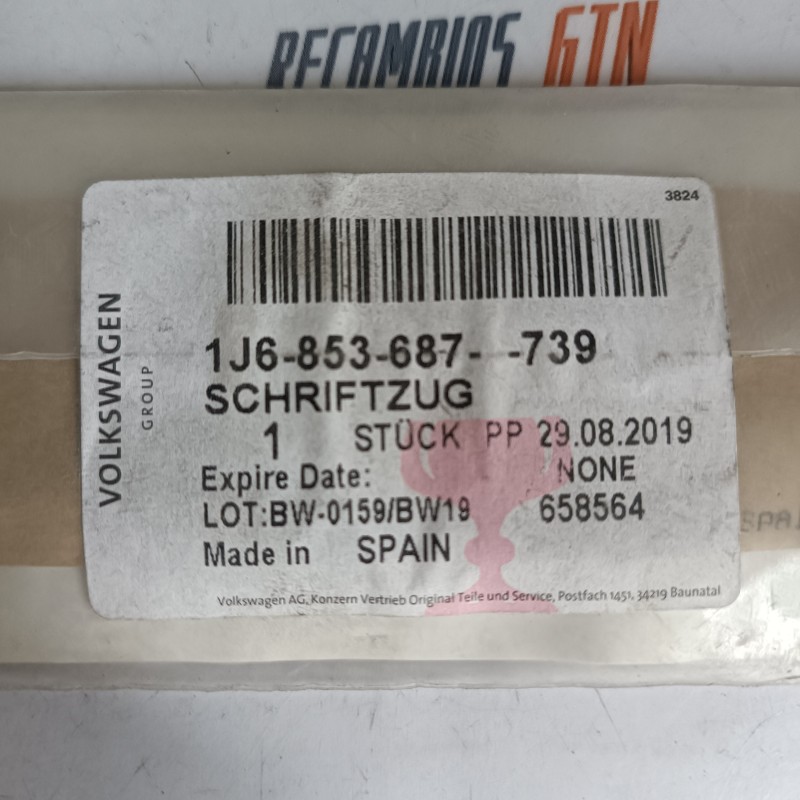 RECAMBIOS GTN
3824
VOLKSWAGEN
GROUP
1J6-853-687- -739
SCHRIFTZUG
1 STÜCK PP 29.08.2019
Expire Date: NONE
LOT:BW-0159/BW19 658564
Made in SPAIN
Volkswagen AG, Konzern Vertrieb Original Teile und Service, Postfach 1451, 34219 Baunatal